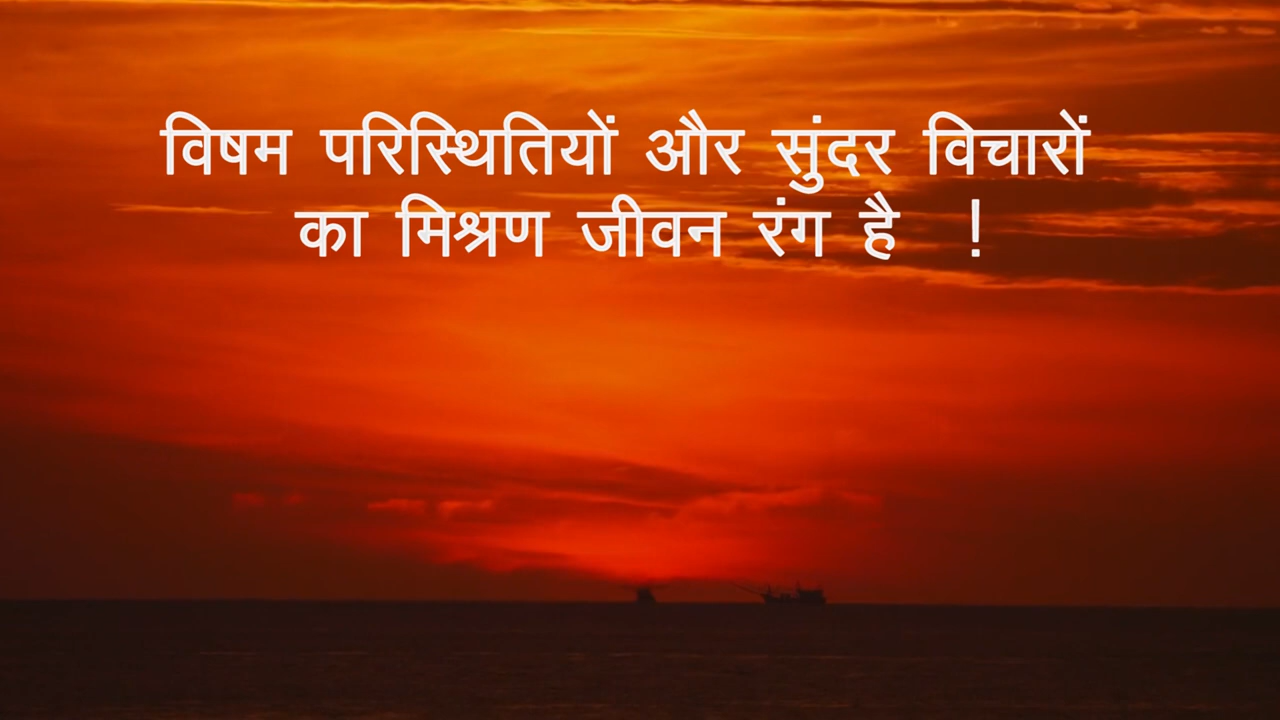 विषम परिस्थितियों और सुंदर विचारों
का मिश्रण जीवन रंग है !